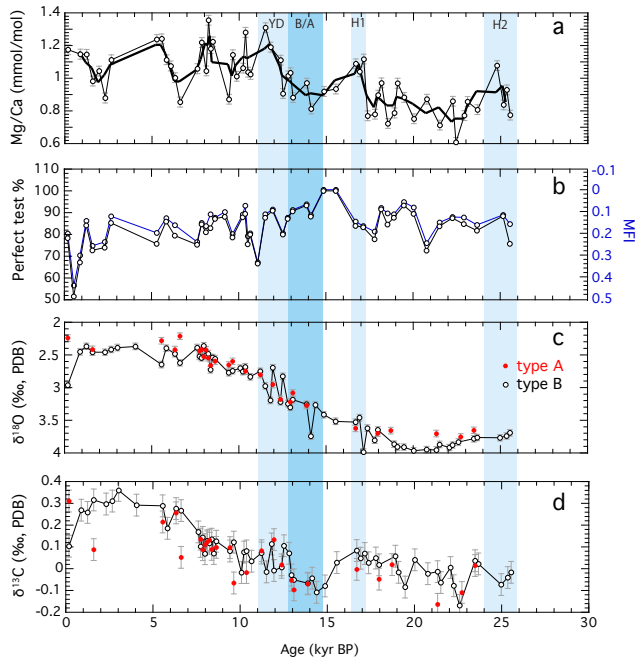 YD B/A H1 H2
a
Mg/Ca (mmol/mol)
1.4
1.2
1.0
0.8
0.6
b
Perfect test %
100
90
80
70
60
50
-0.1
0
0.1
0.2
0.3
0.4
0.5
MFI
c
δ¹⁸O (‰, PDB)
2
2.5
3
3.5
4
type A
type B
d
δ¹³C (‰, PDB)
0.4
0.3
0.2
0.1
0
-0.1
-0.2
0 5 10 15 20 25 30
Age (kyr BP)